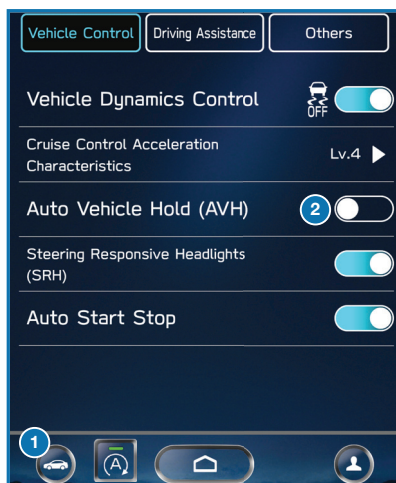 Vehicle Control Driving Assistance Others
Vehicle Dynamics Control OFF
Cruise Control Acceleration
Characteristics
Lv.4
Auto Vehicle Hold (AVH) 2
Steering Responsive Headlights
(SRH)
Auto Start Stop
1
A